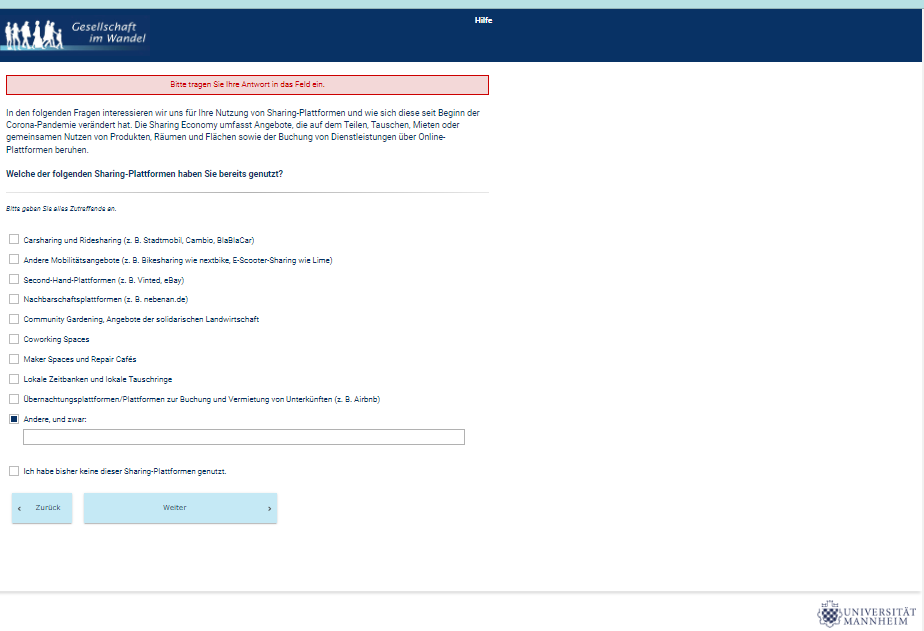 Gesellschaft
im Wandel
Hilfe
Bitte tragen Sie Ihre Antwort in das Feld ein.
In den folgenden Fragen interessieren wir uns für Ihre Nutzung von Sharing-Plattformen und wie sich diese seit Beginn der
Corona-Pandemie verändert hat. Die Sharing Economy umfasst Angebote, die auf dem Teilen, Tauschen, Mieten oder
gemeinsamen Nutzen von Produkten, Räumen und Flächen sowie der Buchung von Dienstleistungen über Online-
Plattformen beruhen.
Welche der folgenden Sharing-Plattformen haben Sie bereits genutzt?
Bitte geben Sie alles Zutreffende an.
Carsharing und Ridesharing (z. B. Stadtmobil, Cambio, BlaBlaCar)
Andere Mobilitätsangebote (z. B. Bikesharing wie nextbike, E-Scooter-Sharing wie Lime)
Second-Hand-Plattformen (z. B. Vinted, eBay)
Nachbarschaftsplattformen (z. B. nebenan.de)
Community Gardening, Angebote der solidarischen Landwirtschaft
Coworking Spaces
Maker Spaces und Repair Cafés
Lokale Zeitbanken und lokale Tauschringe
Übernachtungsplattformen/Plattformen zur Buchung und Vermietung von Unterkünften (z. B. Airbnb)
Andere, und zwar:
Ich habe bisher keine dieser Sharing-Plattformen genutzt.
‹ Zurück
Weiter ›
UNIVERSITÄT
MANNHEIM